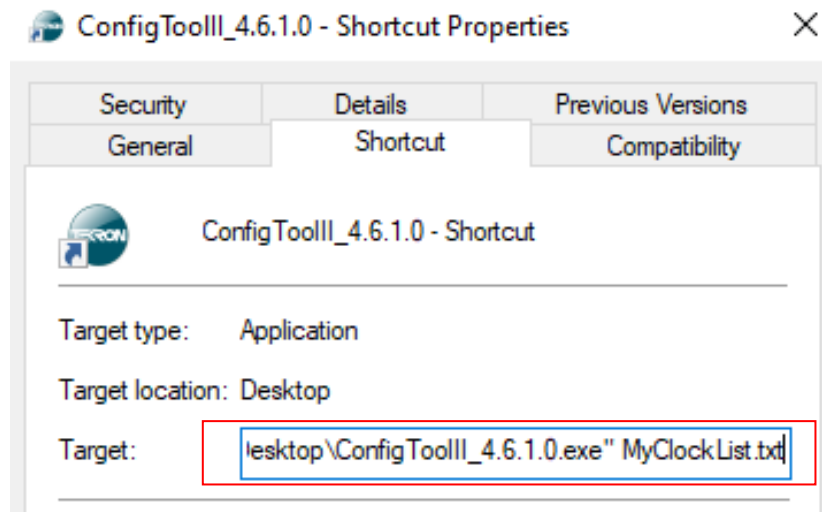 ConfigToolII_4.6.1.0 - Shortcut Properties
Security Details Previous Versions
General Shortcut Compatibility
TEKRON
ConfigToolII_4.6.1.0 - Shortcut
Target type: Application
Target location: Desktop
Target: esktop\ConfigToolII_4.6.1.0.exe" MyClockList.txt